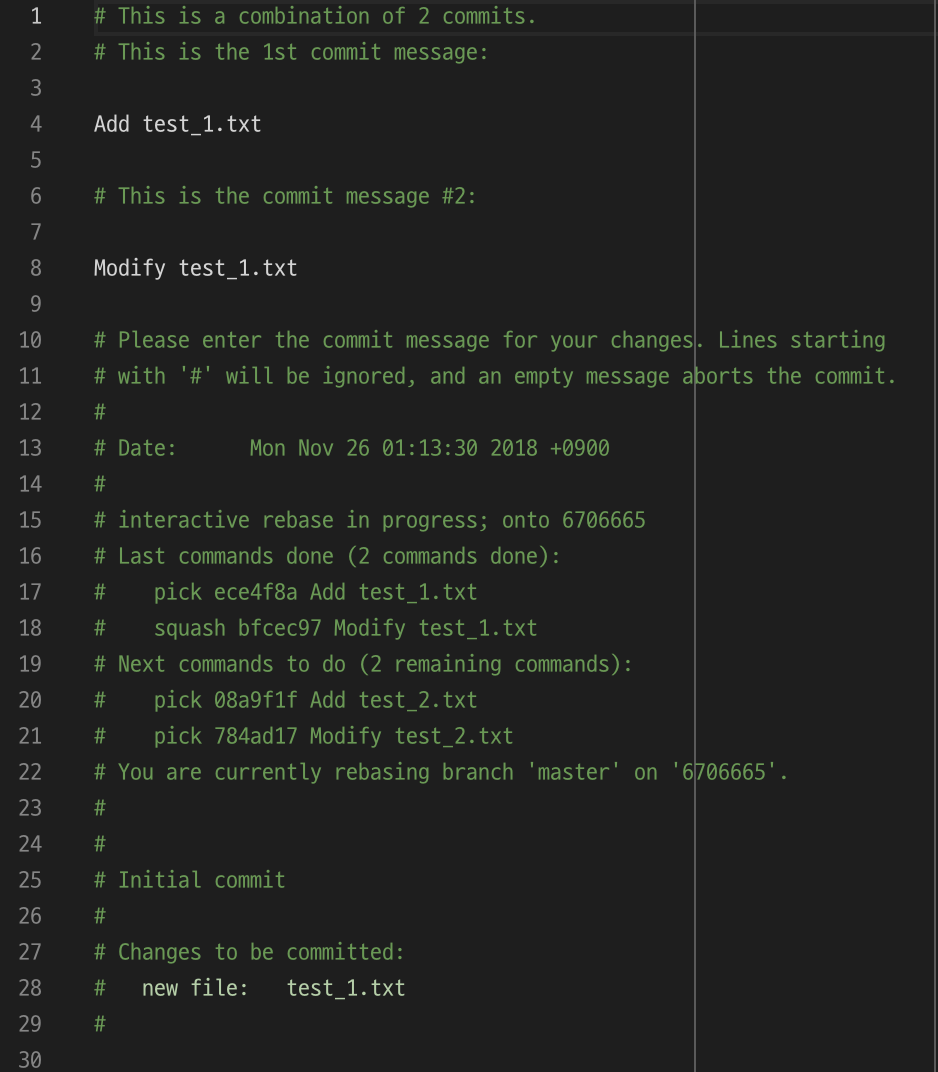 1 # This is a combination of 2 commits.
2 # This is the 1st commit message:
3
4 Add test_1.txt
5
6 # This is the commit message #2:
7
8 Modify test_1.txt
9
10 # Please enter the commit message for your changes. Lines starting
11 # with '#' will be ignored, and an empty message aborts the commit.
12 #
13 # Date:      Mon Nov 26 01:13:30 2018 +0900
14 #
15 # interactive rebase in progress; onto 6706665
16 # Last commands done (2 commands done):
17 #    pick ece4f8a Add test_1.txt
18 #    squash bfcec97 Modify test_1.txt
19 # Next commands to do (2 remaining commands):
20 #    pick 08a9f1f Add test_2.txt
21 #    pick 784ad17 Modify test_2.txt
22 # You are currently rebasing branch 'master' on '6706665'.
23 #
24 #
25 # Initial commit
26 #
27 # Changes to be committed:
28 #   new file:   test_1.txt
29 #
30